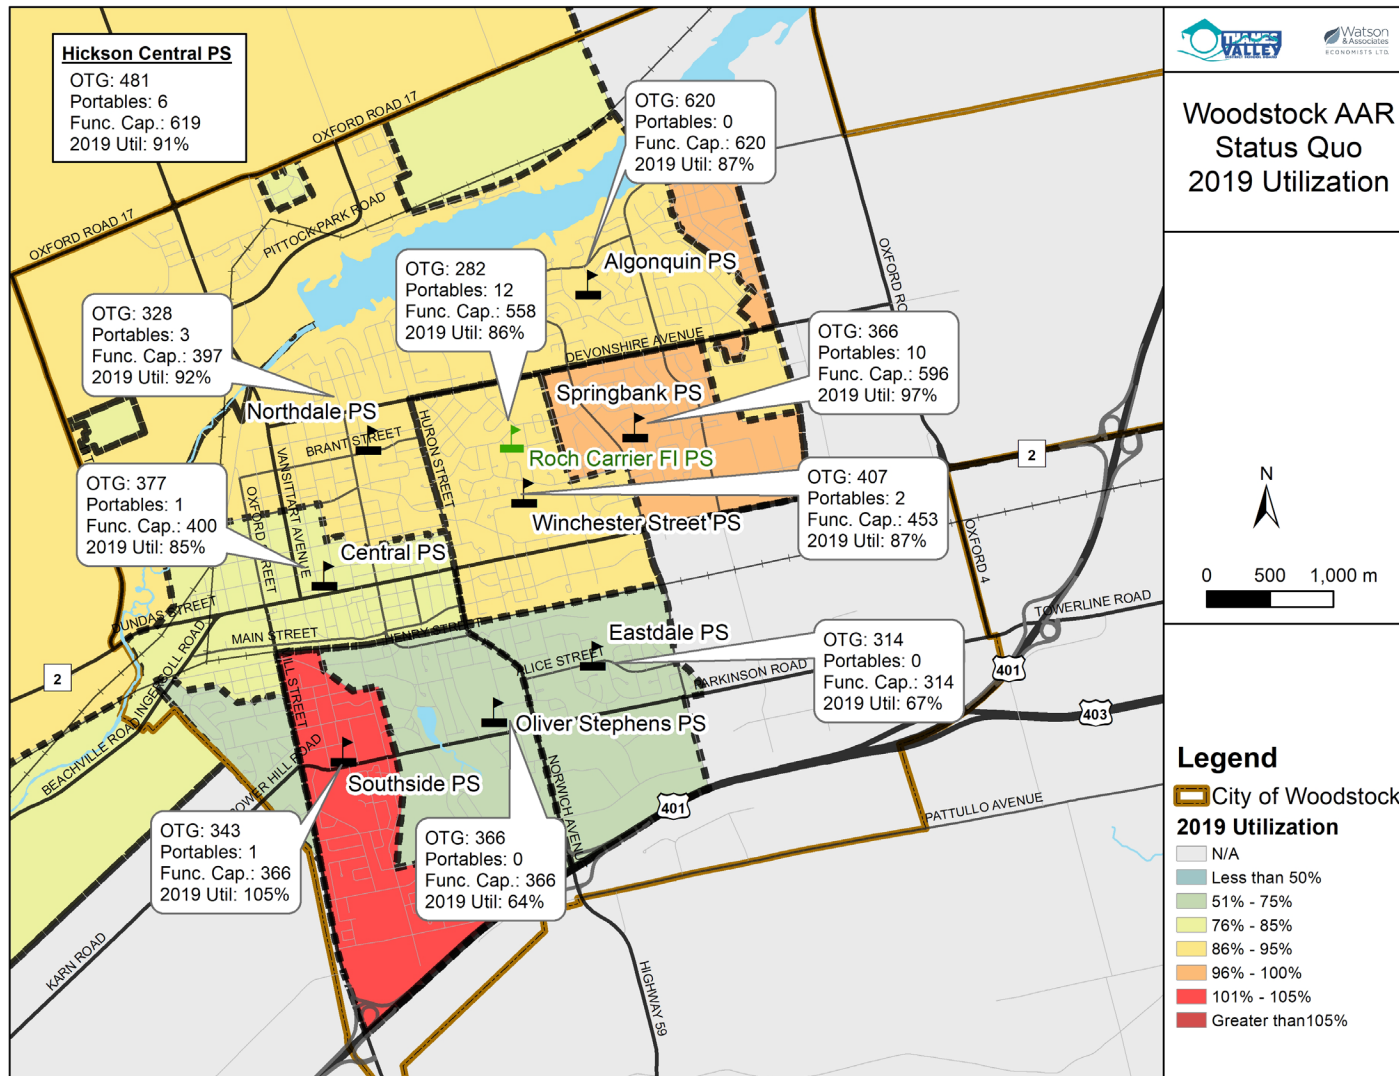 Hickson Central PS
OTG: 481
Portables: 6
Func. Cap.: 619
2019 Util: 91%
OXFORD ROAD 17
OXFORD ROAD 17
PITTOCK PARK ROAD
OTG: 620
Portables: 0
Func. Cap.: 620
2019 Util: 87%
Algonquin PS
OTG: 282
Portables: 12
Func. Cap.: 558
2019 Util: 86%
OTG: 328
Portables: 3
Func. Cap.: 397
2019 Util: 92%
OTG: 366
Portables: 10
Func. Cap.: 596
2019 Util: 97%
DEVONSHIRE AVENUE
Springbank PS
Northdale PS
BRANT STREET
HURON STREET
VANSITTART AVENUE
Roch Carrier FI PS
OTG: 377
Portables: 1
Func. Cap.: 400
2019 Util: 85%
OTG: 407
Portables: 2
Func. Cap.: 453
2019 Util: 87%
Winchester Street PS
Central PS
2
OXFORD 4
TOWERLINE ROAD
DUNDAS STREET
MAIN STREET
HENRY STREET
INGERSOLL ROAD
Eastdale PS
OTG: 314
Portables: 0
Func. Cap.: 314
2019 Util: 67%
401
403
2
Oliver Stephens PS
BEACHVILLE ROAD
Southside PS
NORWICH AVENUE
401
PATTULLO AVENUE
OTG: 343
Portables: 1
Func. Cap.: 366
2019 Util: 105%
OTG: 366
Portables: 0
Func. Cap.: 366
2019 Util: 64%
KARN ROAD
HIGHWAY 59
THAMES
VALLEY
Watson
& Associates
ECONOMISTS LTD.
Woodstock AAR
Status Quo
2019 Utilization
N
0 500 1,000 m
Legend
City of Woodstock
2019 Utilization
N/A
Less than 50%
51% - 75%
76% - 85%
86% - 95%
96% - 100%
101% - 105%
Greater than105%